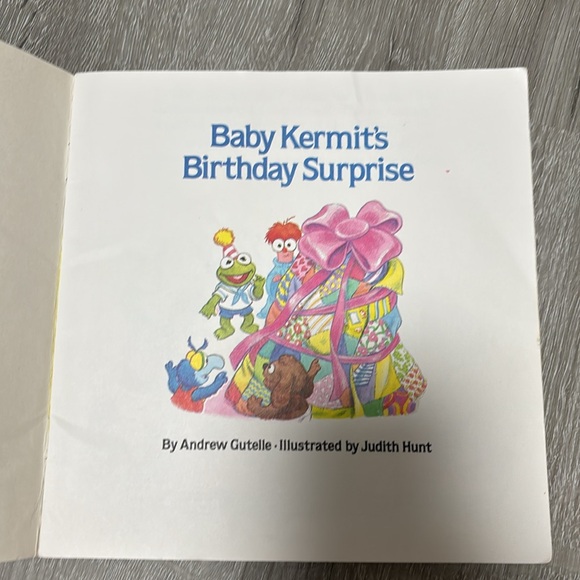 Baby Kermit's
Birthday Surprise
By Andrew Gutelle · Illustrated by Judith Hunt